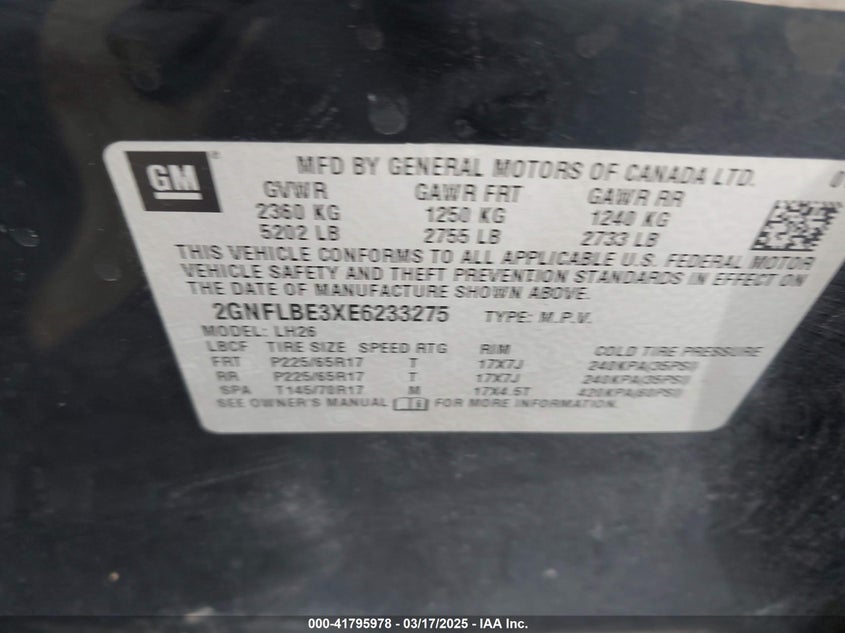 GM
MFD BY GENERAL MOTORS OF CANADA LTD. 0
GVWR GAWR FRT GAWR RR
2360 KG 1250 KG 1240 KG
5202 LB 2755 LB 2733 LB
THIS VEHICLE CONFORMS TO ALL APPLICABLE U.S. FEDERAL MOTOR
VEHICLE SAFETY AND THEFT PREVENTION STANDARDS IN EFFECT ON
THE DATE OF MANUFACTURE SHOWN ABOVE.
2GNFLBE3XE6233275 TYPE: M.P.V.
MODEL: LH26
LBCF TIRE SIZE SPEED RTG RIM COLD TIRE PRESSURE
FRT P225/65R17 T 17X7J 240KPA(35PSI)
RR P225/65R17 T 17X7J 240KPA(35PSI)
SPA T145/70R17 M 17X4.5T 420KPA(60PSI)
SEE OWNER'S MANUAL FOR MORE INFORMATION.
000-41795978 - 03/17/2025 - IAA Inc.